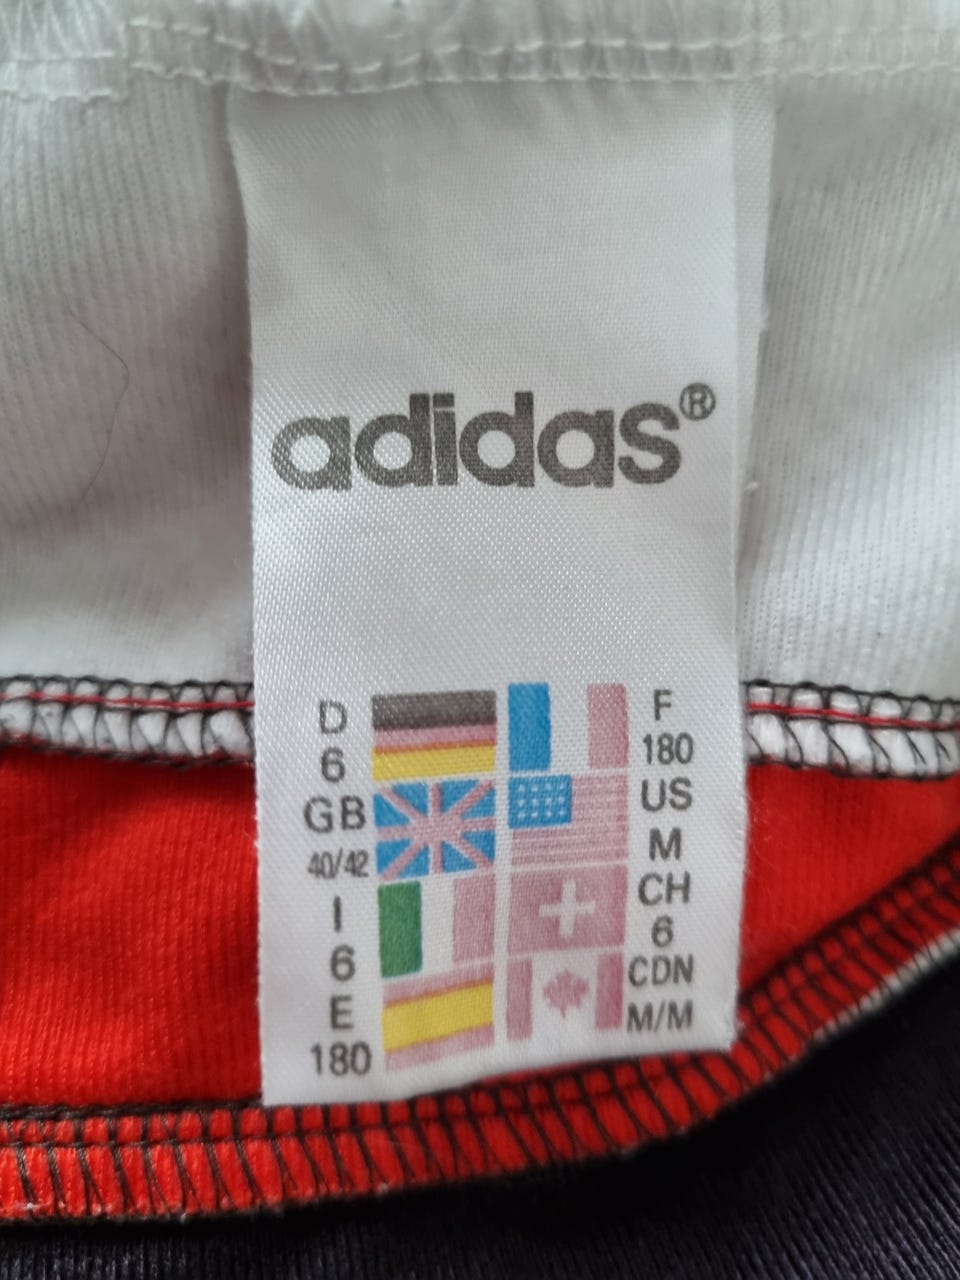 adidas®
D
6
GB
40/42
I
6
E
180
F
180
US
M
CH
6
CDN
M/M